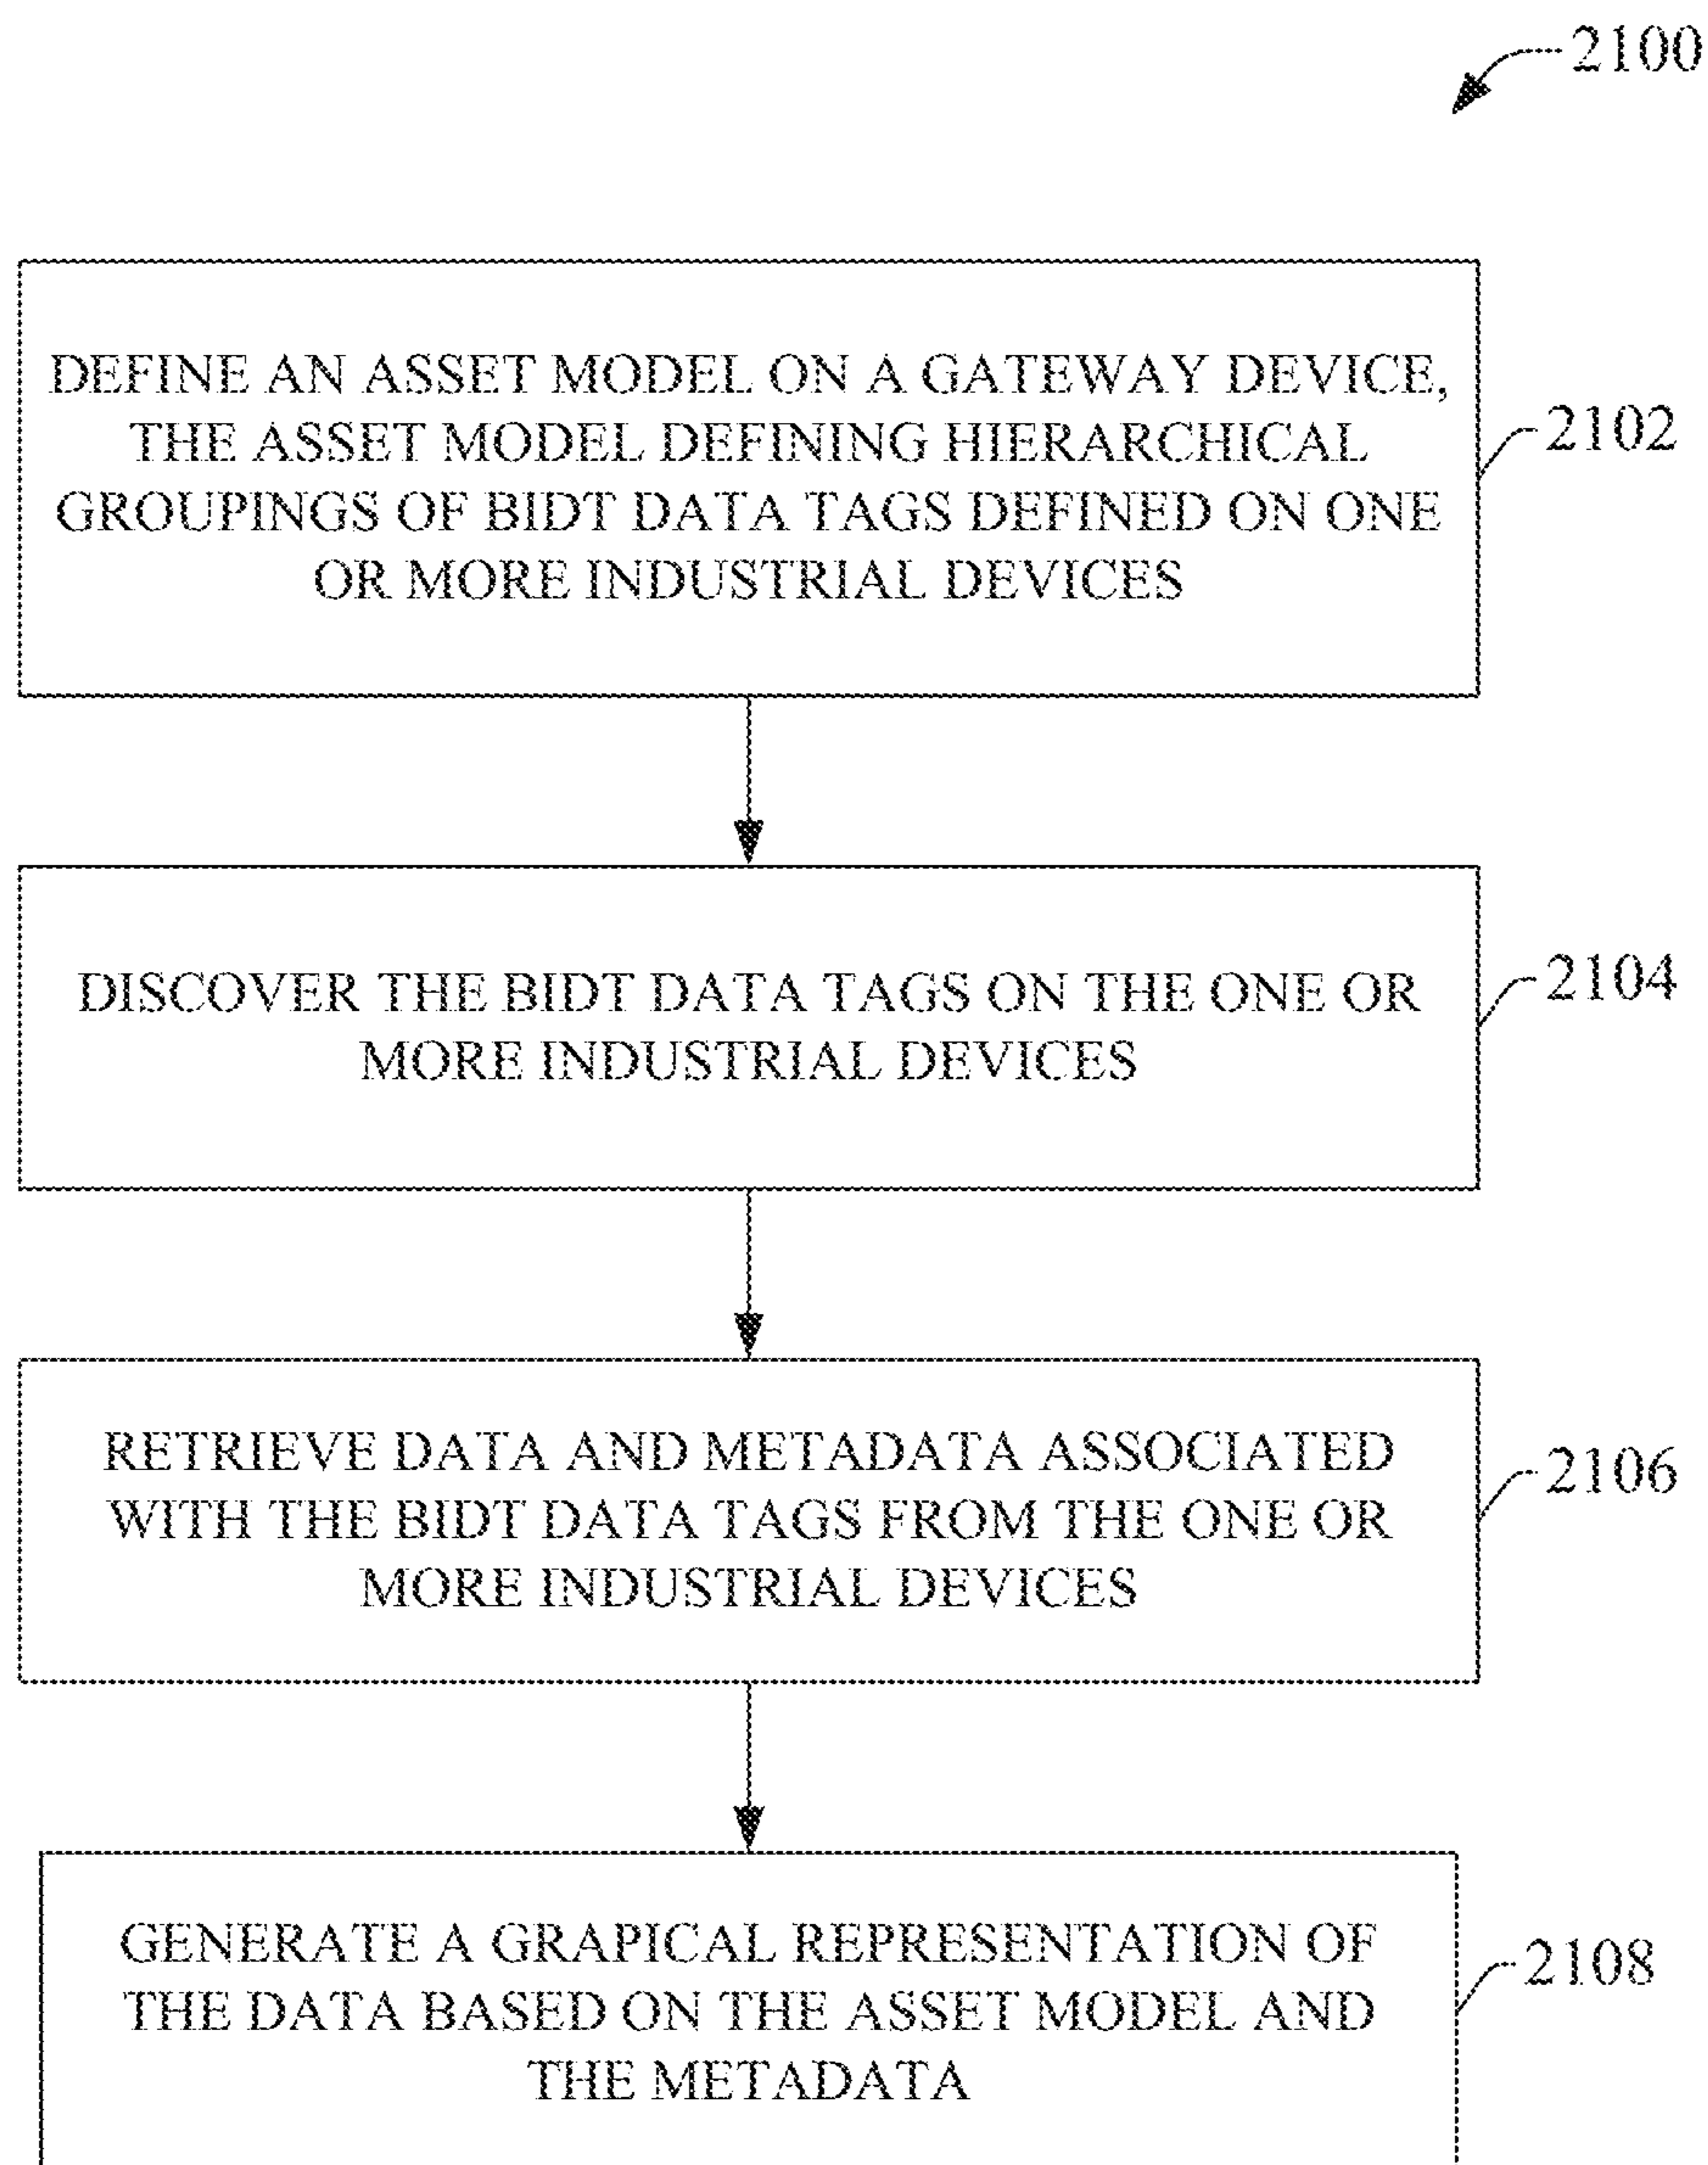 2100
DEFINE AN ASSET MODEL ON A GATEWAY DEVICE,
THE ASSET MODEL DEFINING HIERARCHICAL
GROUPINGS OF BIDT DATA TAGS DEFINED ON ONE
OR MORE INDUSTRIAL DEVICES
2102
DISCOVER THE BIDT DATA TAGS ON THE ONE OR
MORE INDUSTRIAL DEVICES
2104
RETRIEVE DATA AND METADATA ASSOCIATED
WITH THE BIDT DATA TAGS FROM THE ONE OR
MORE INDUSTRIAL DEVICES
2106
GENERATE A GRAPICAL REPRESENTATION OF
THE DATA BASED ON THE ASSET MODEL AND
THE METADATA
2108